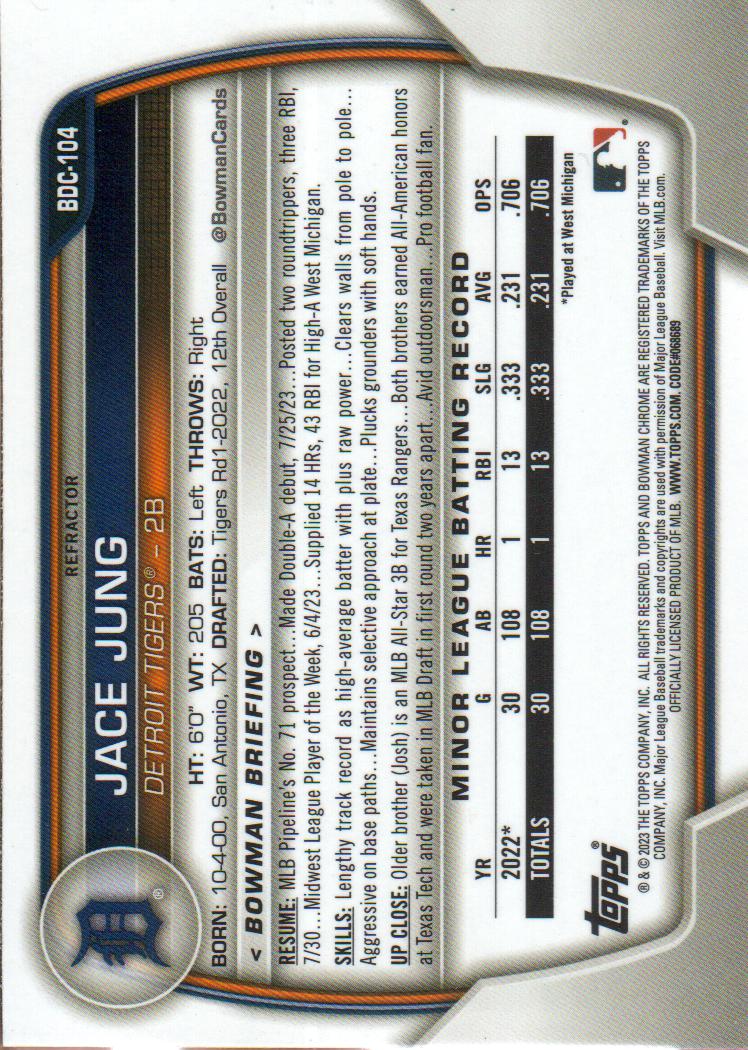 BDC-104
REFRACTOR
JACE JUNG
DETROIT TIGERS® – 2B
D®
HT: 6'0" WT: 205 BATS: Left THROWS: Right
BORN: 10-4-00, San Antonio, TX DRAFTED: Tigers Rd1-2022, 12th Overall @BowmanCards
< BOWMAN BRIEFING >
RESUME: MLB Pipeline's No. 71 prospect...Made Double-A debut, 7/25/23...Posted two roundtrippers, three RBI,
7/30...Midwest League Player of the Week, 6/4/23...Supplied 14 HRs, 43 RBI for High-A West Michigan.
SKILLS: Lengthy track record as high-average batter with plus raw power...Clears walls from pole to pole...
Aggressive on base paths...Maintains selective approach at plate...Plucks grounders with soft hands.
UP CLOSE: Older brother (Josh) is an MLB All-Star 3B for Texas Rangers...Both brothers earned All-American honors
at Texas Tech and were taken in MLB Draft in first round two years apart...Avid outdoorsman...Pro football fan.
MINOR LEAGUE BATTING RECORD
YR G AB HR RBI SLG AVG OPS
2022* 30 108 1 13 .333 .231 .706
TOTALS 30 108 1 13 .333 .231 .706
*Played at West Michigan
topps®
® & © 2023 THE TOPPS COMPANY, INC. ALL RIGHTS RESERVED. TOPPS AND BOWMAN CHROME ARE REGISTERED TRADEMARKS OF THE TOPPS
COMPANY, INC. Major League Baseball trademarks and copyrights are used with permission of Major League Baseball. Visit MLB.com.
OFFICIALLY LICENSED PRODUCT OF MLB. WWW.TOPPS.COM. CODE#068689